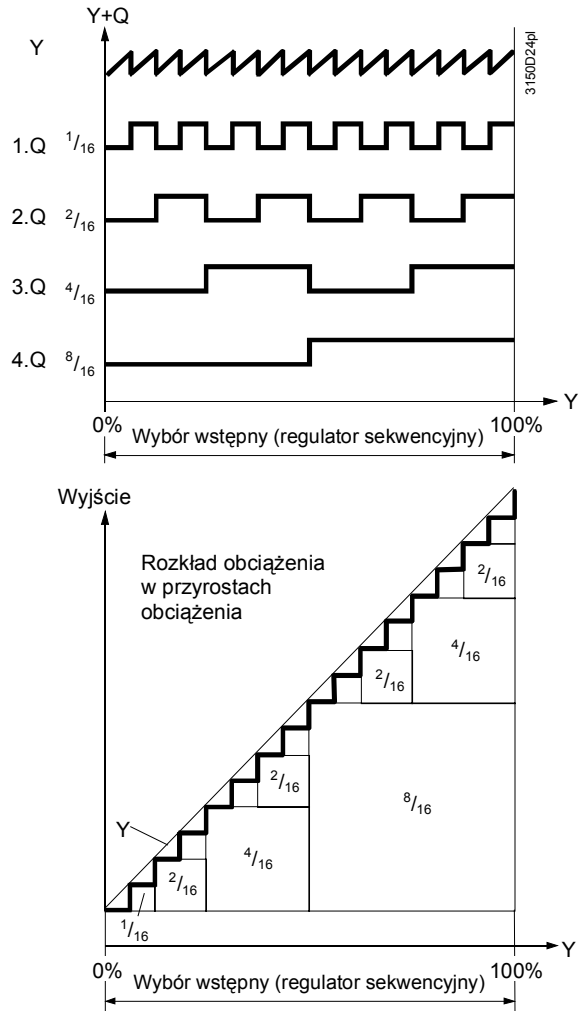 Y+Q
Y
3150D24pl
1.Q 1/16
2.Q 2/16
3.Q 4/16
4.Q 8/16
Y
0% 100%
Wybór wstępny (regulator sekwencyjny)
Wyjście
Rozkład obciążenia
w przyrostach
obciążenia
2/16
4/16
2/16
2/16
8/16
Y
4/16
2/16
1/16
Y
0% 100%
Wybór wstępny (regulator sekwencyjny)